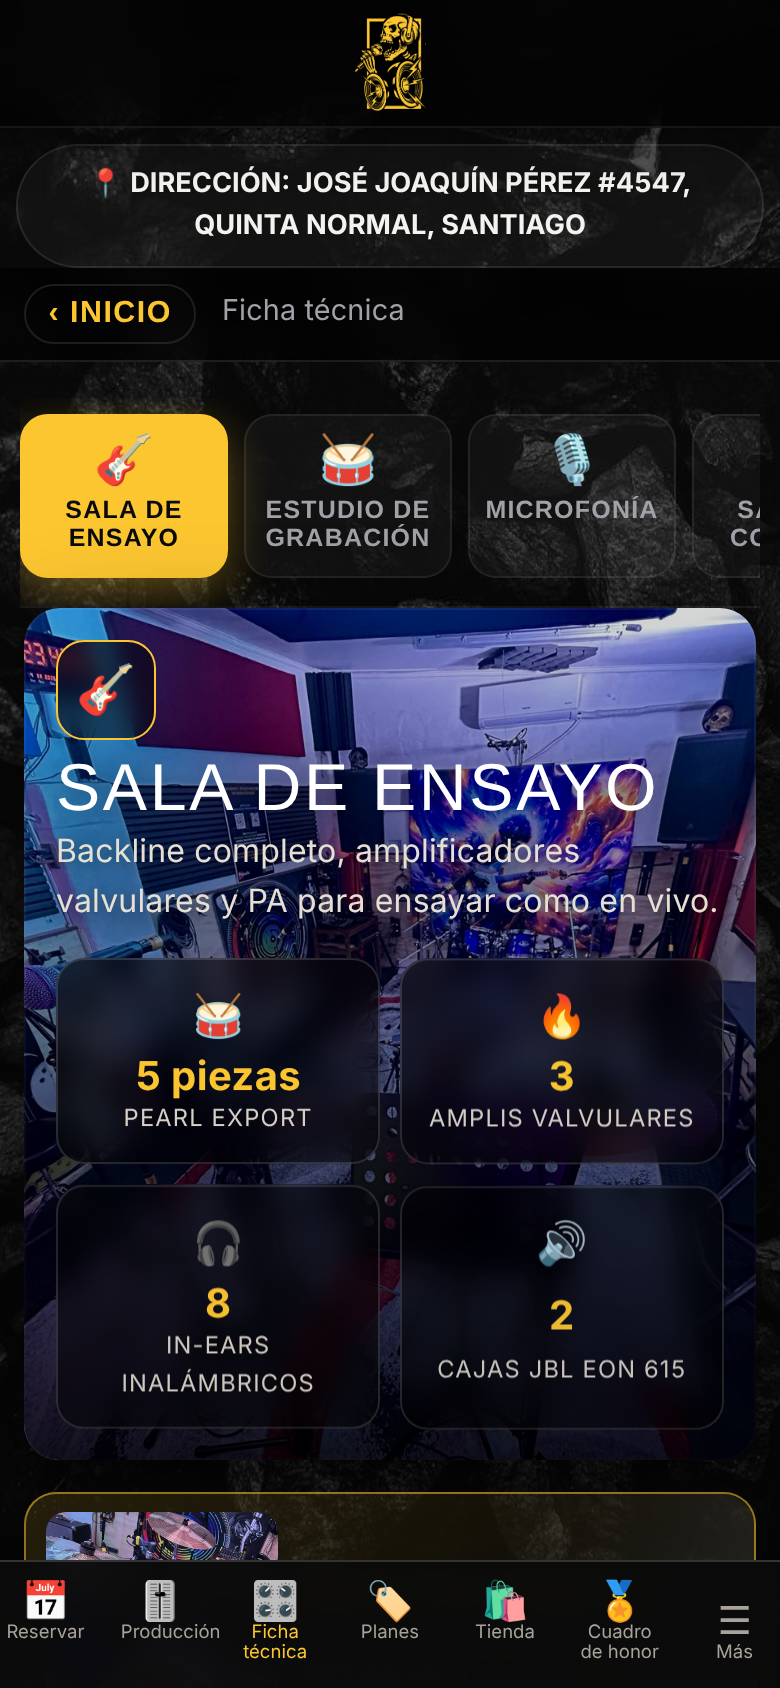 DIRECCIÓN: JOSÉ JOAQUÍN PÉREZ #4547,
QUINTA NORMAL, SANTIAGO
‹ INICIO
Ficha técnica
SALA DE
ENSAYO
ESTUDIO DE
GRABACIÓN
MICROFONÍA
SALA DE ENSAYO
Backline completo, amplificadores
valvulares y PA para ensayar como en vivo.
5 piezas
PEARL EXPORT
3
AMPLIS VALVULARES
8
IN-EARS
INALÁMBRICOS
2
CAJAS JBL EON 615
July
17
Reservar
Producción
Ficha
técnica
Planes
Tienda
Cuadro
de honor
Más